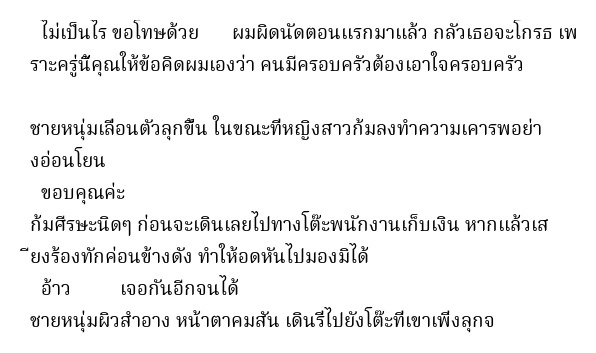 ไม่เป็นไร ขอโทษด้วย ผมผิดนัดตอนแรกมาแล้ว กลัวเธอจะโกรธ เพ
ราะครู่นี้คุณให้ข้อคิดผมเองว่า คนมีครอบครัวต้องเอาใจครอบครัว
ชายหนุ่มเลื่อนตัวลุกขึ้น ในขณะที่หญิงสาวก้มลงทำความเคารพอย่า
งอ่อนโยน
ขอบคุณค่ะ
ก้มศีรษะนิดๆ ก่อนจะเดินเลยไปทางโต๊ะพนักงานเก็บเงิน หากแล้วเส
ียงร้องทักค่อนข้างดัง ทำให้อดหันไปมองมิได้
อ้าว เจอกันอีกจนได้
ชายหนุ่มผิวสำอาง หน้าตาคมสัน เดินรี่ไปยังโต๊ะที่เขาเพิ่งลุกจ